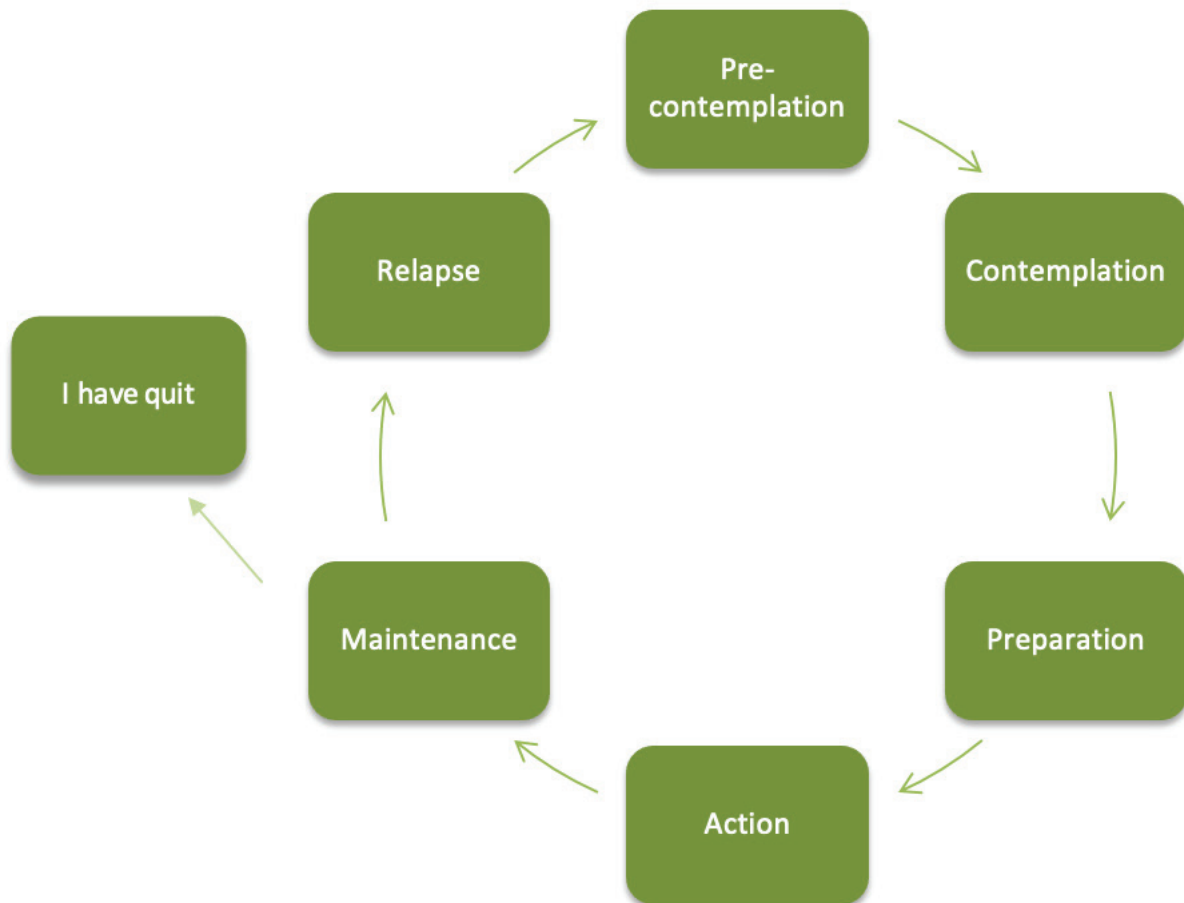 Pre-
contemplation
Contemplation
Preparation
Action
Maintenance
Relapse
I have quit